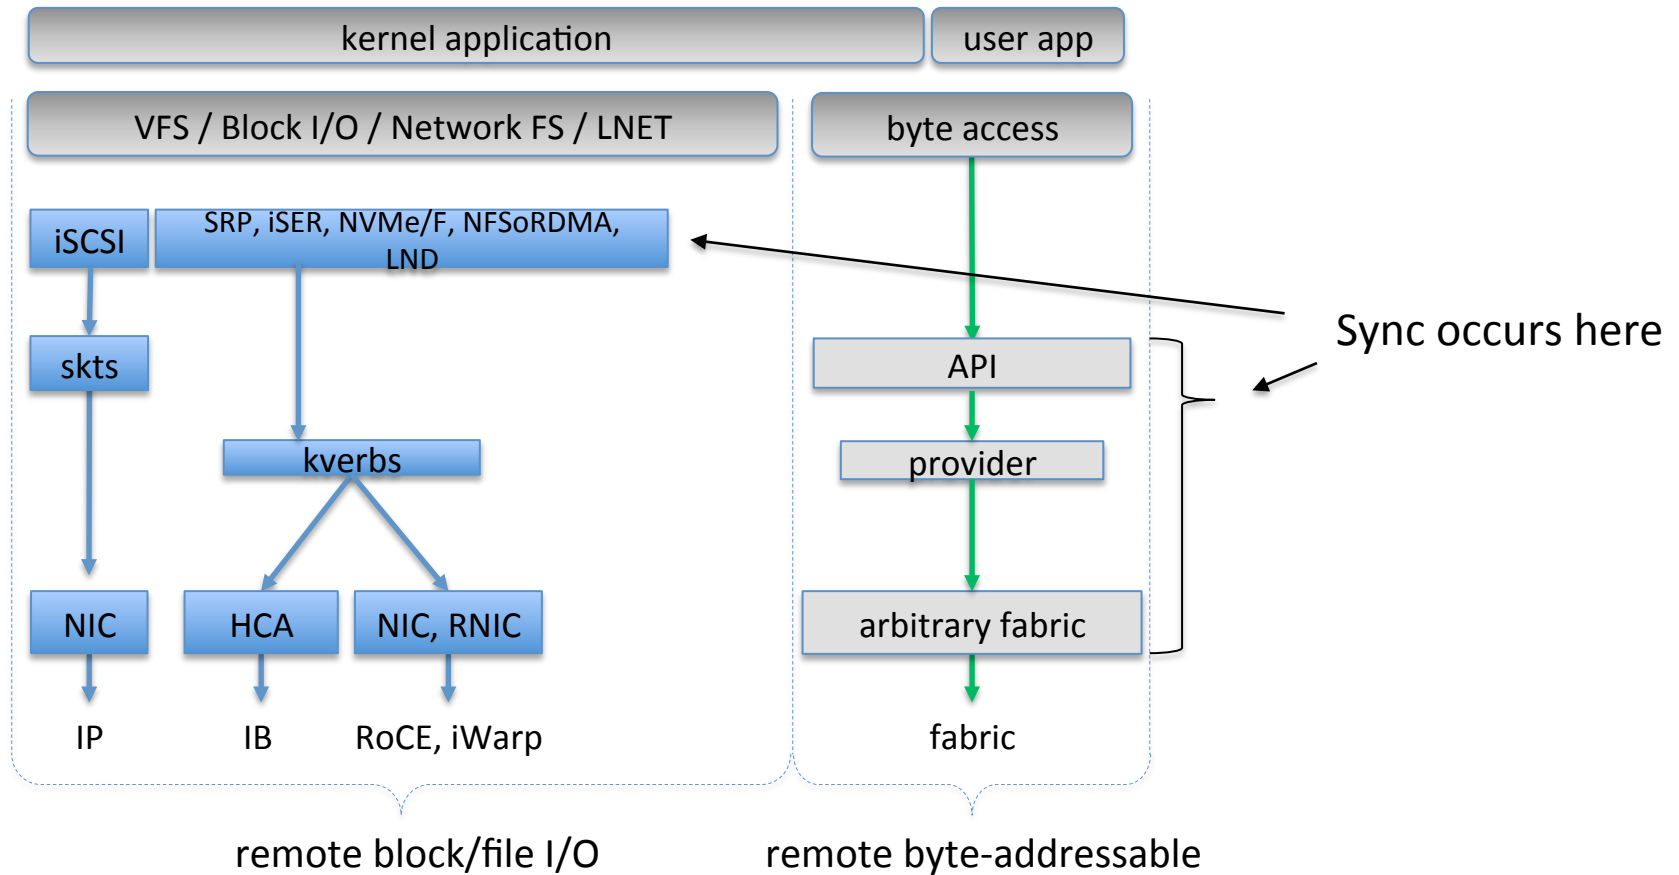 kernel application
user app
VFS / Block I/O / Network FS / LNET
byte access
iSCSI
SRP, iSER, NVMe/F, NFSoRDMA,
LND
Sync occurs here
skts
API
kverbs
provider
NIC
HCA
NIC, RNIC
arbitrary fabric
IP
IB
RoCE, iWarp
fabric
remote block/file I/O
remote byte-addressable